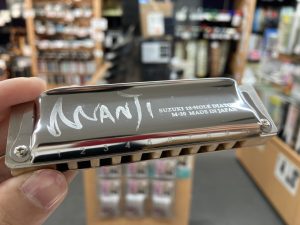 MANJI
SUZUKI 10 HOLE DIATONIC
M-20 MADE IN JAPAN